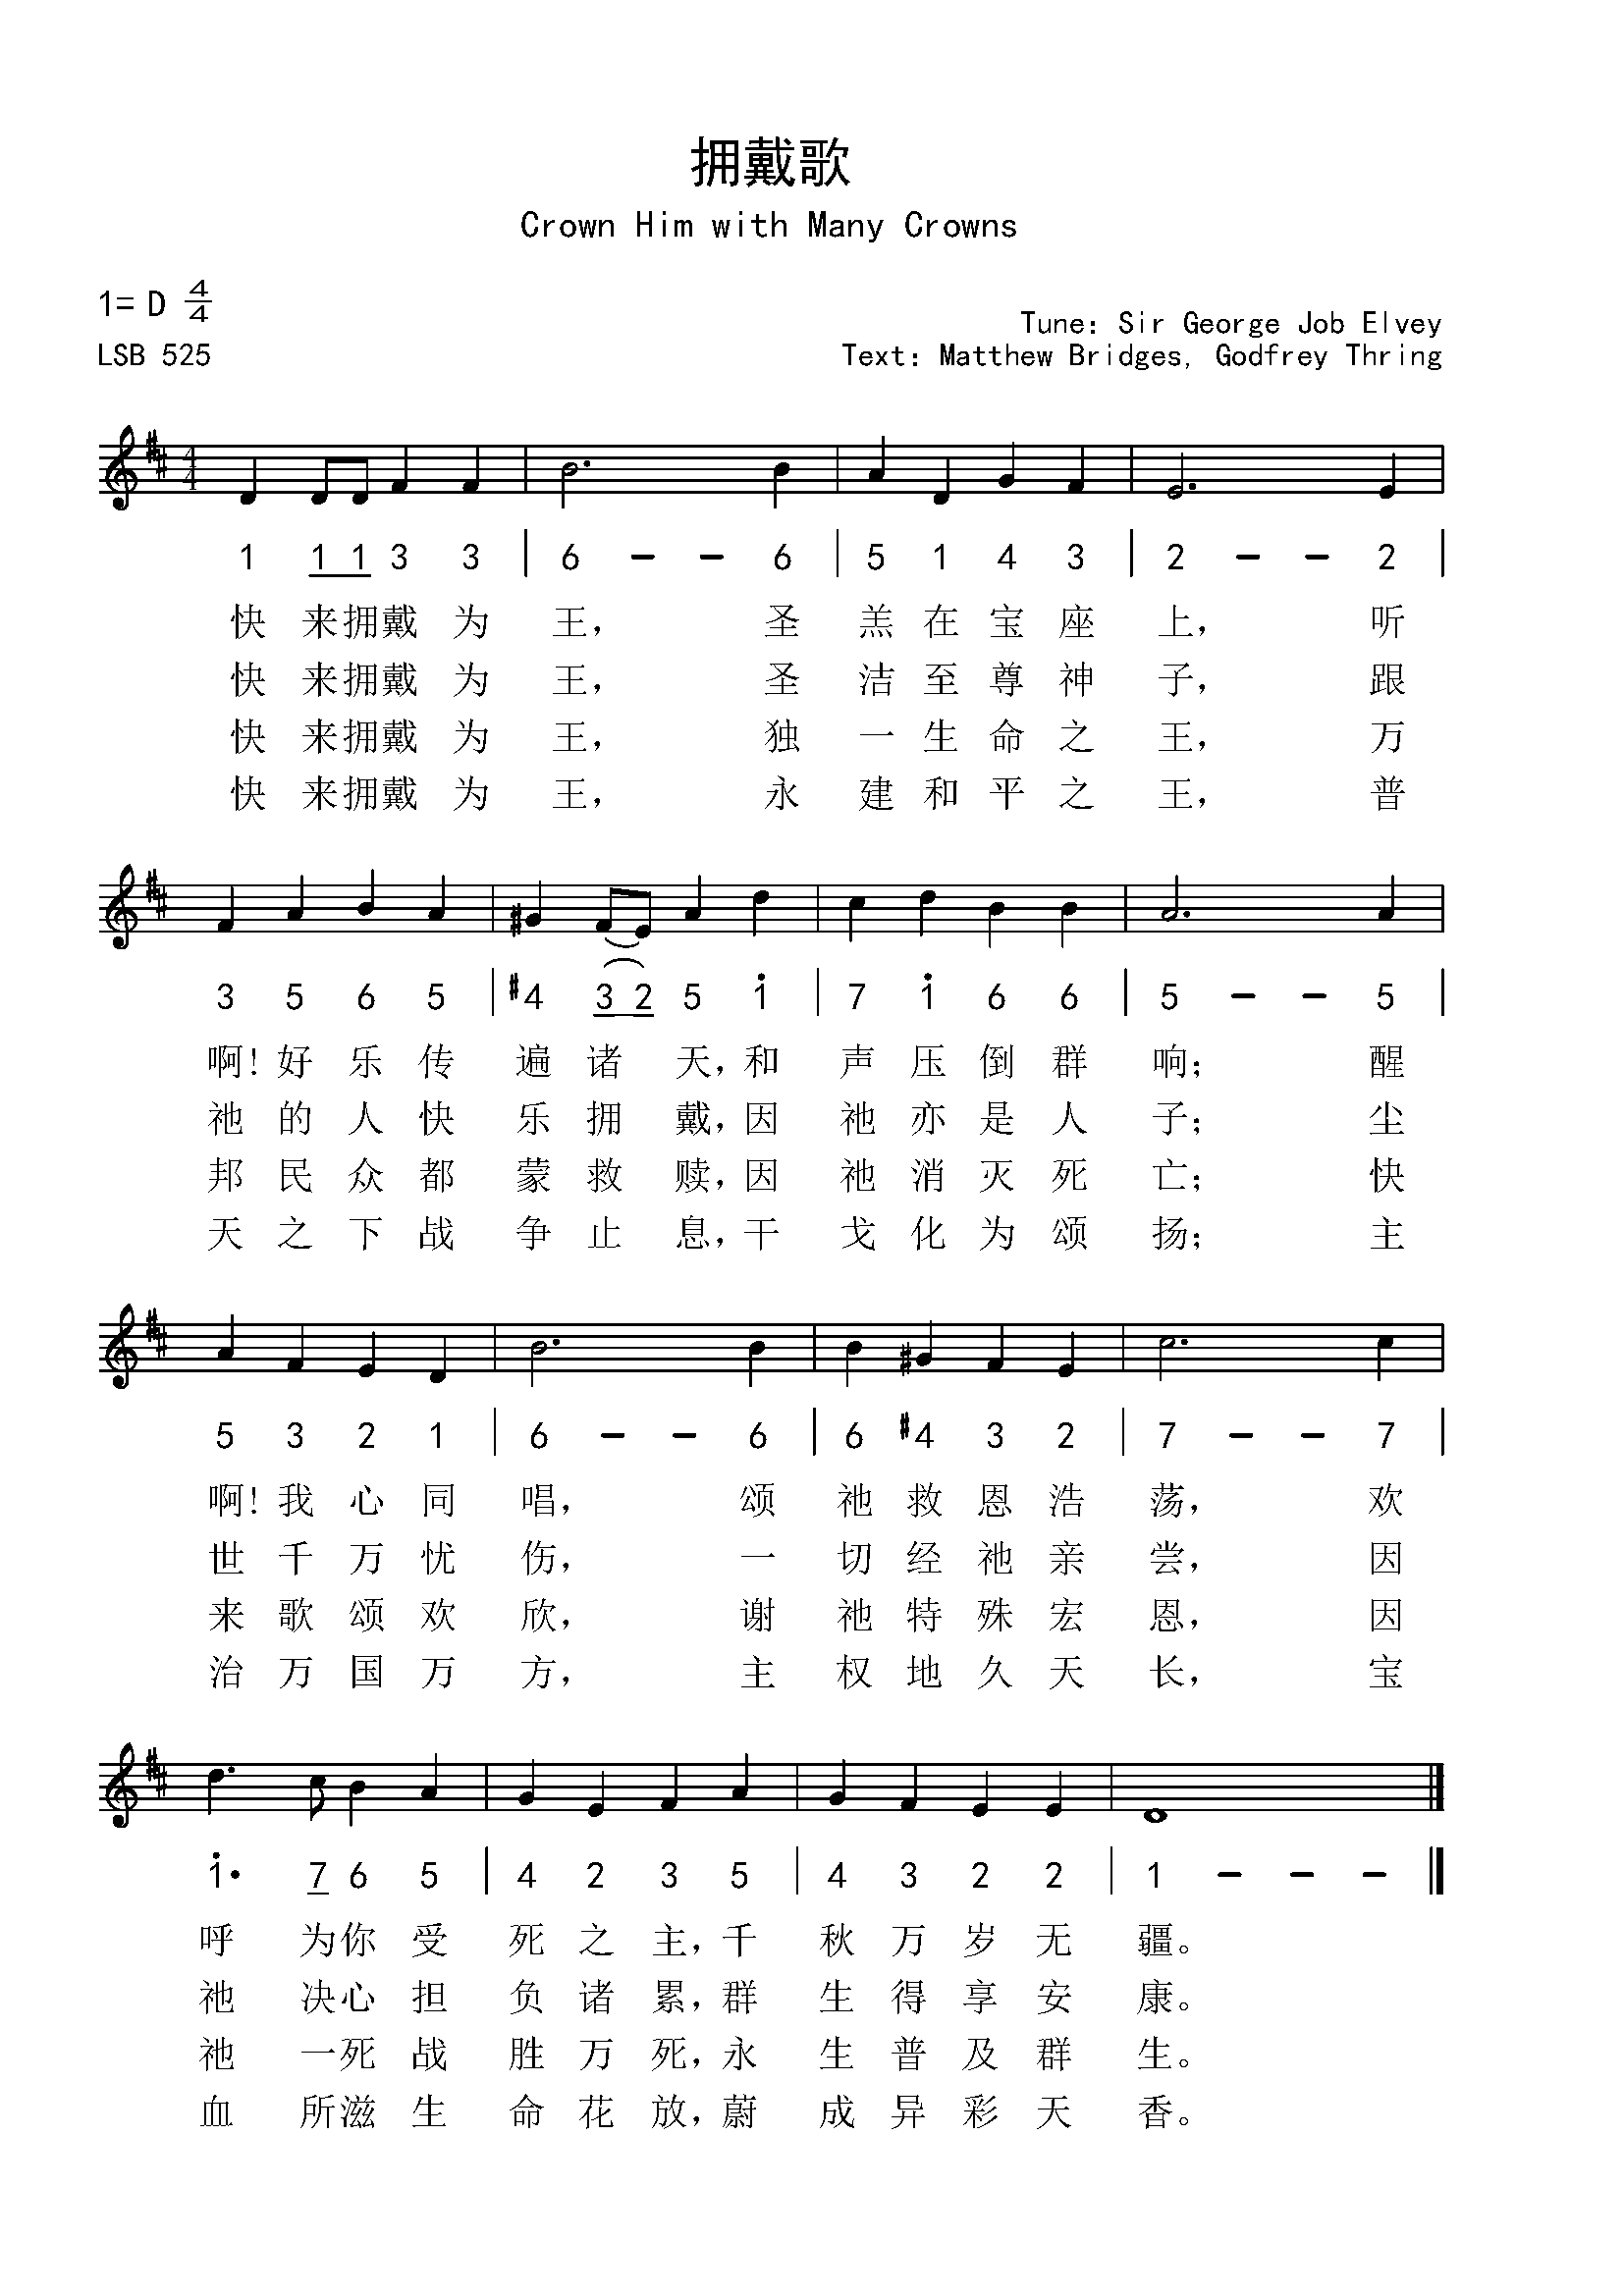 拥戴歌
Crown Him with Many Crowns
1= D 4/4
Tune: Sir George Job Elvey
LSB 525
Text: Matthew Bridges, Godfrey Thring
4/4
1 1 1 3 3 | 6 - - 6 | 5 1 4 3 | 2 - - 2 |
快来拥戴为王，圣羔在宝座上，听
快来拥戴为王，圣洁至尊神子，跟
快来拥戴为王，独一生命之王，万
快来拥戴为王，永建和平之王，普
3 5 6 5 | #4 (3 2) 5 1̇ | 7 1̇ 6 6 | 5 - - 5 |
啊!好乐传遍诸天，和声压倒群响；醒
祂的人快乐拥戴，因祂亦是人子；尘
邦民众都蒙救赎，因祂消灭死亡；快
天之下战争止息，干戈化为颂扬；主
5 3 2 1 | 6 - - 6 | 6 #4 3 2 | 7 - - 7 |
啊!我心同唱，颂祂救恩浩荡，欢
世千万忧伤，一切经祂亲尝，因
来歌颂欢欣，谢祂特殊宏恩，因
治万国万方，主权地久天长，宝
1̇· 7 6 5 | 4 2 3 5 | 4 3 2 2 | 1 - - - ‖
呼为你受死之主，千秋万岁无疆。
祂决心担负诸累，群生得享安康。
祂一死战胜万死，永生普及群生。
血所滋生命花放，蔚成异彩天香。